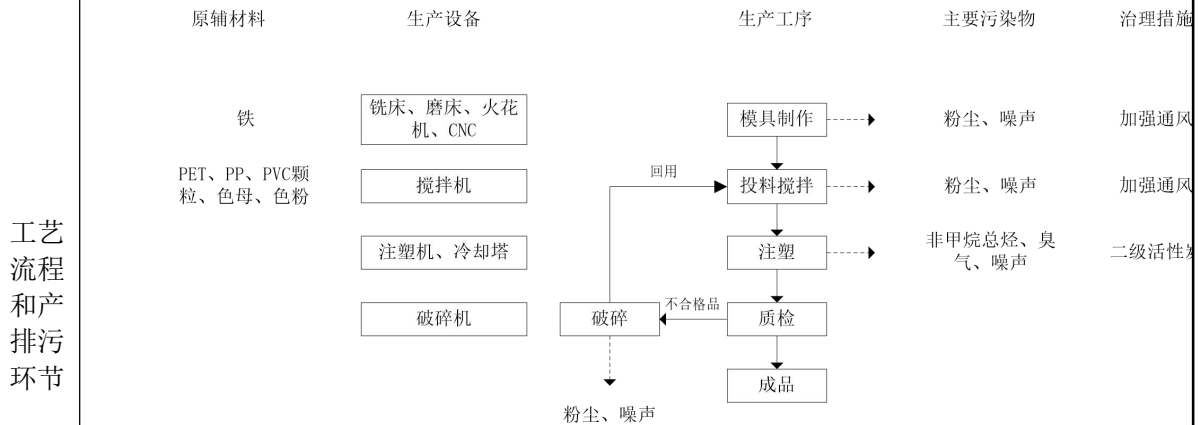 原辅材料
生产设备
生产工序
主要污染物
治理措施
铁
铣床、磨床、火花
机、CNC
模具制作
粉尘、噪声
加强通风
PET、PP、PVC颗
粒、色母、色粉
搅拌机
回用
投料搅拌
粉尘、噪声
加强通风
注塑机、冷却塔
注塑
非甲烷总烃、臭
气、噪声
二级活性
破碎机
破碎
不合格品
质检
成品
粉尘、噪声
工艺
流程
和产
排污
环节